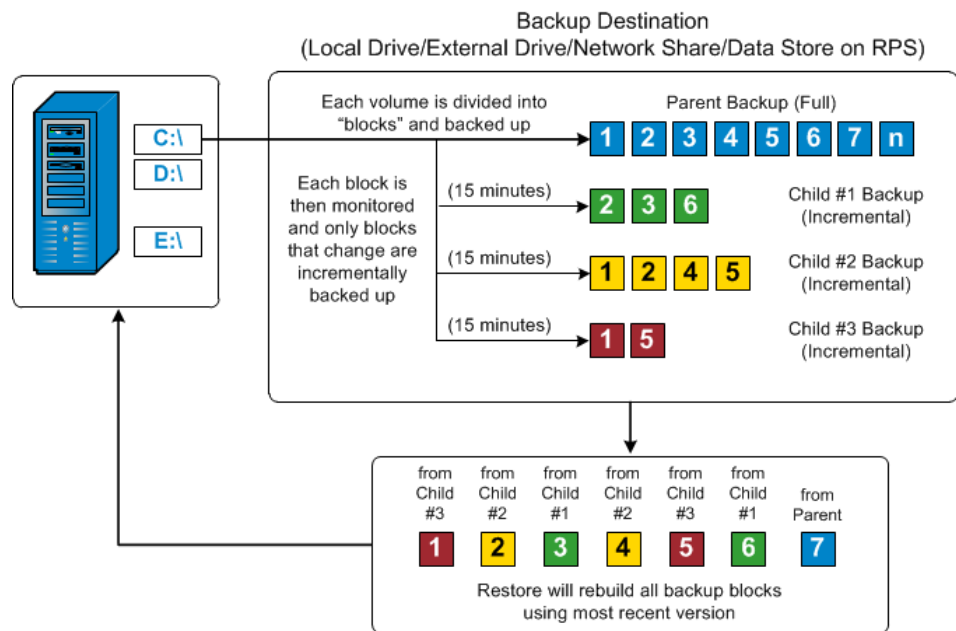 Backup Destination
(Local Drive/External Drive/Network Share/Data Store on RPS)
C:\
D:\
E:\
Each volume is divided into
“blocks” and backed up
Each block is
then monitored
and only blocks
that change are
incrementally
backed up
Parent Backup (Full)
1 2 3 4 5 6 7 n
(15 minutes)
2 3 6
Child #1 Backup
(Incremental)
(15 minutes)
1 2 4 5
Child #2 Backup
(Incremental)
(15 minutes)
1 5
Child #3 Backup
(Incremental)
from
Child
#3
1
from
Child
#2
2
from
Child
#1
3
from
Child
#2
4
from
Child
#3
5
from
Child
#1
6
from
Parent
7
Restore will rebuild all backup blocks
using most recent version